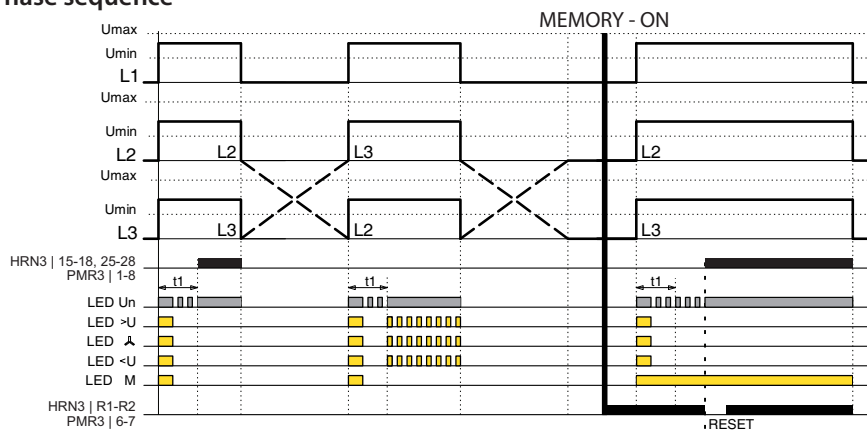 hase sequence
MEMORY - ON
Umax
Umin
L1
Umax
Umin
L2 L2 L3 L2
Umax
Umin
L3 L3 L2 L3
HRN3 | 15-18, 25-28
PMR3 | 1-8
t1 t1 t1
LED Un
LED >U
LED
LED <U
LED M
HRN3 | R1-R2
PMR3 | 6-7
RESET